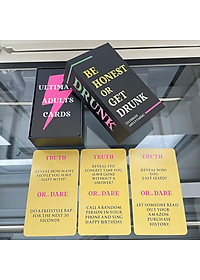 ULTIMATE
ADULTS
CARDS
BE
HONEST
OR
GET
DRUNK
DRUNK
TRUTH
REVEAL HOW MANY
PEOPLE YOU HAVE
SLEPT WITH?
OR.. DARE
DO A FREESTYLE RAP
FOR THE NEXT 30
SECONDS!
TRUTH
REVEAL THE
LONGEST TIME YOU
HAVE GONE
WITHOUT A
SHOWER?
OR.. DARE
CALL A RANDOM
PERSON IN YOUR
PHONE AND SING
HAPPY BIRTHDAY!
TRUTH
REVEAL WHO YOU
LAST
OR.. DARE
LET SOMEONE READ
OUT YOUR
AMAZON
PURCHASE
HISTORY!